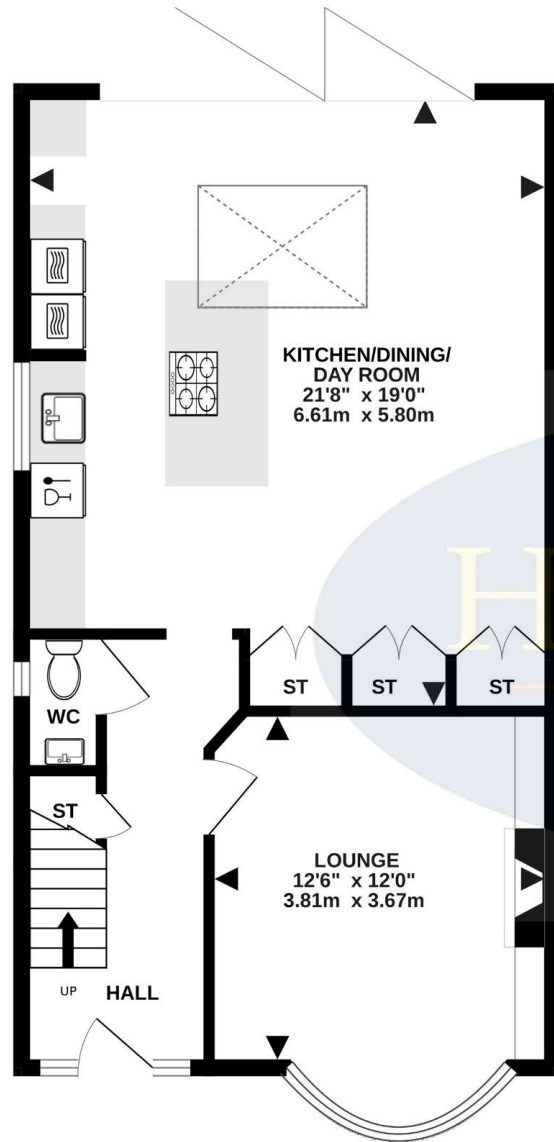 KITCHEN/DINING/
DAY ROOM
21'8" x 19'0"
6.61m x 5.80m
ST
ST
ST
WC
ST
LOUNGE
12'6" x 12'0"
3.81m x 3.67m
UP
HALL
H